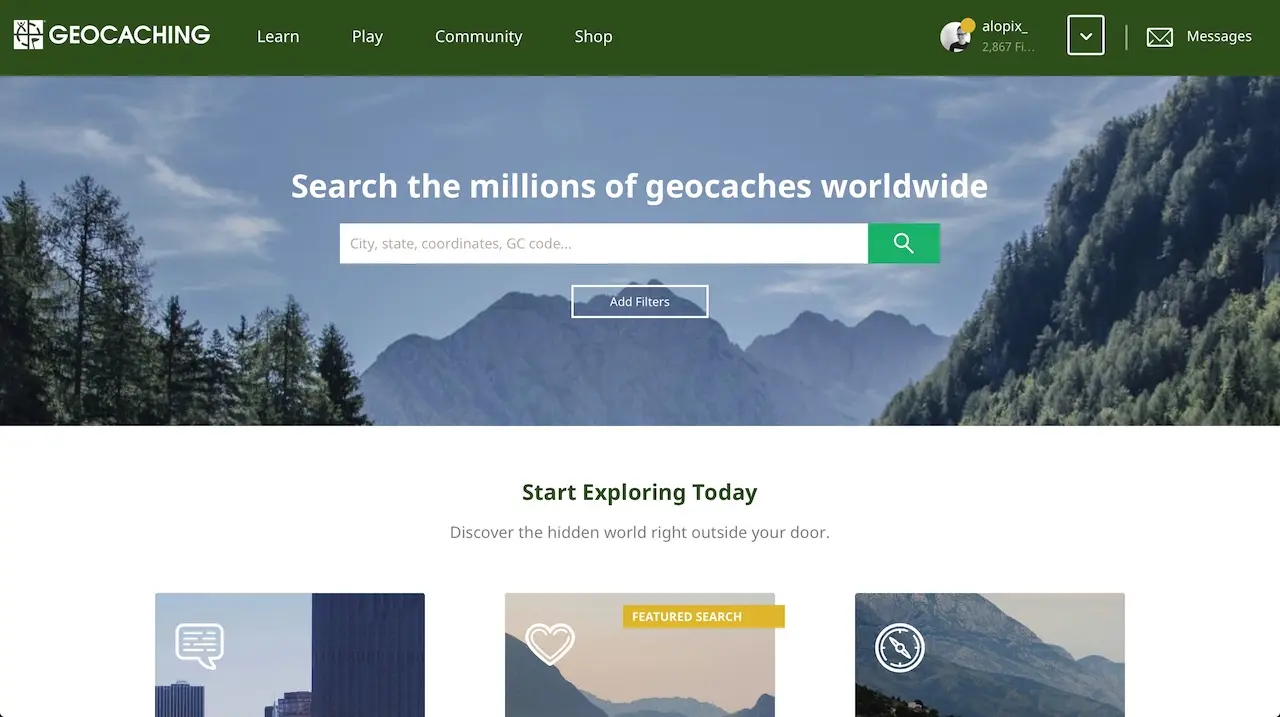 GEOCACHING
Learn
Play
Community
Shop
alopix_
2,867 Fi...
Messages
Search the millions of geocaches worldwide
City, state, coordinates, GC code...
Add Filters
Start Exploring Today
Discover the hidden world right outside your door.
FEATURED SEARCH